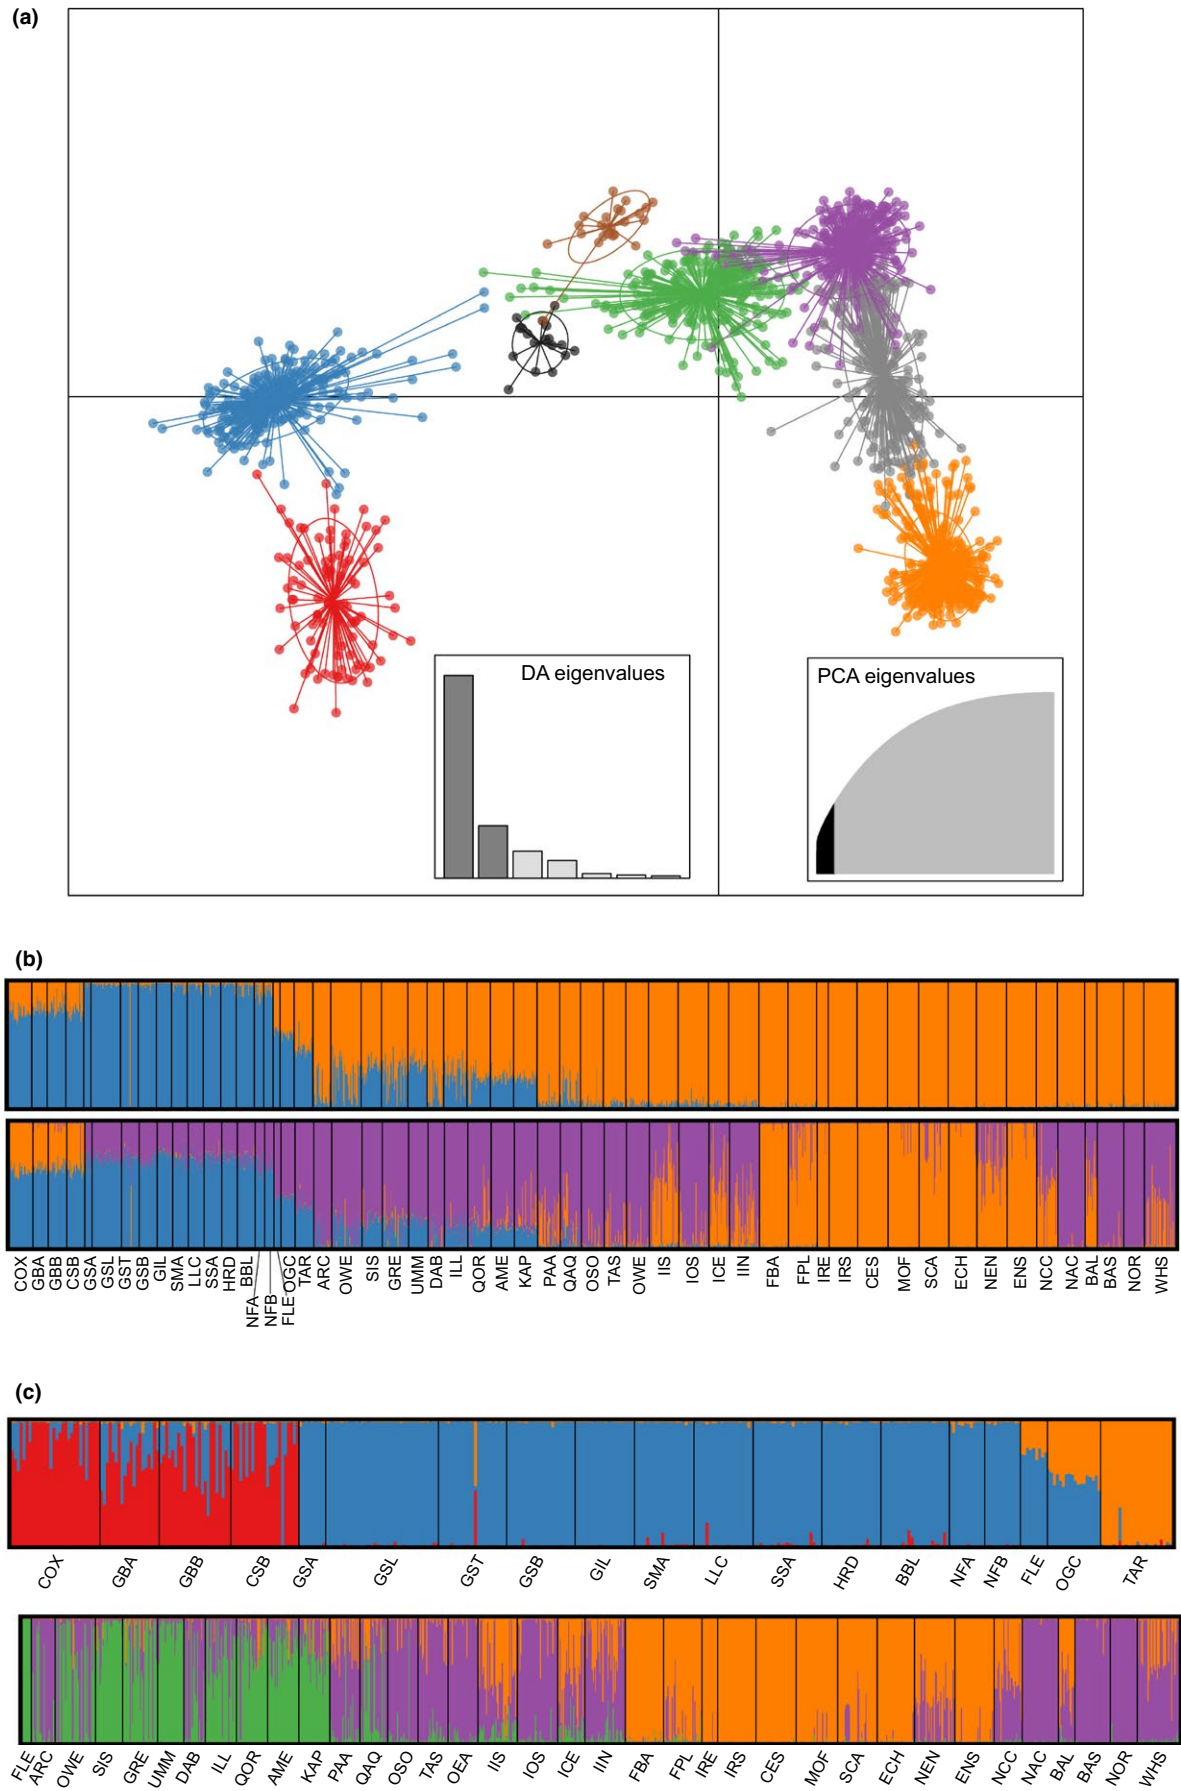 (a)
DA eigenvalues
PCA eigenvalues
(b)
COX GBA GBB CSB GSA GSL GST GSB GIL SMA LLC SSA HRD BBL NFA NFB FLE OGC TAR ARC OWE SIS GRE UMM DAB ILL QOR AME KAP PAA QAQ OSO TAS OWE IIS IOS ICE IIN FBA FPL IRE IRS CES MOF SCA ECH NEN ENS NCC NAC BAL BAS NOR WHS
(c)
COX GBA GBB CSB GSA GSL GST GSB GIL SMA LLC SSA HRD BBL NFA NFB FLE OGC TAR
FLE ARC OWE SIS GRE UMM DAB ILL QOR AME KAP PAA QAQ OSO TAS OEA IIS IOS ICE IIN FBA FPL IRE IRS CES MOF SCA ECH NEN ENS NCC NAC BAL BAS NOR WHS